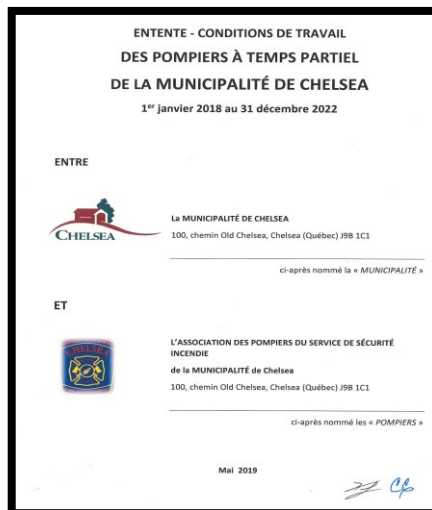 ENTENTE - CONDITIONS DE TRAVAIL
DES POMPIERS À TEMPS PARTIEL
DE LA MUNICIPALITÉ DE CHELSEA
1er janvier 2018 au 31 décembre 2022
ENTRE
CHELSEA
La MUNICIPALITÉ DE CHELSEA
100, chemin Old Chelsea, Chelsea (Québec) J9B 1C1
ci-après nommé la « MUNICIPALITÉ »
ET
CHELSEA
L'ASSOCIATION DES POMPIERS DU SERVICE DE SÉCURITÉ
INCENDIE
de la MUNICIPALITÉ de Chelsea
100, chemin Old Chelsea, Chelsea (Québec) J9B 1C1
ci-après nommé les « POMPIERS »
Mai 2019